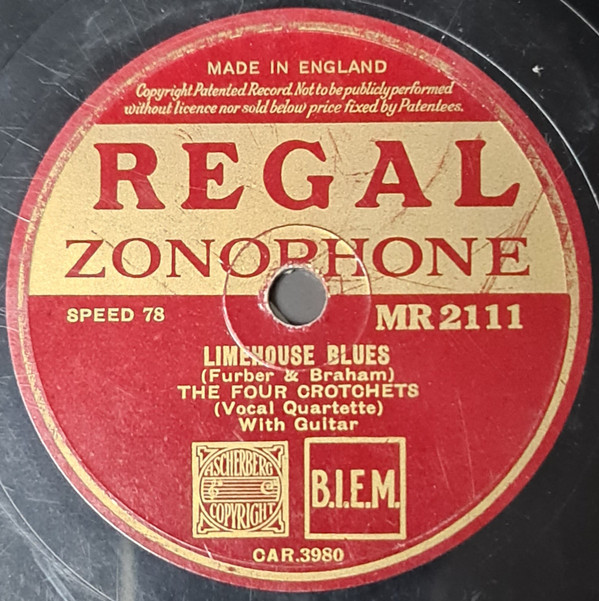 MADE IN ENGLAND
Copyright Patented Record. Not to be publicly performed
without licence nor sold below price fixed by Patentees.
REGAL
ZONOPHONE
SPEED 78
MR 2111
LIMEHOUSE BLUES
(Furber & Braham)
THE FOUR CROTCHETS
(Vocal Quartette)
With Guitar
ASCHERBERG
COPYRIGHT
B.I.E.M.
CAR.3980